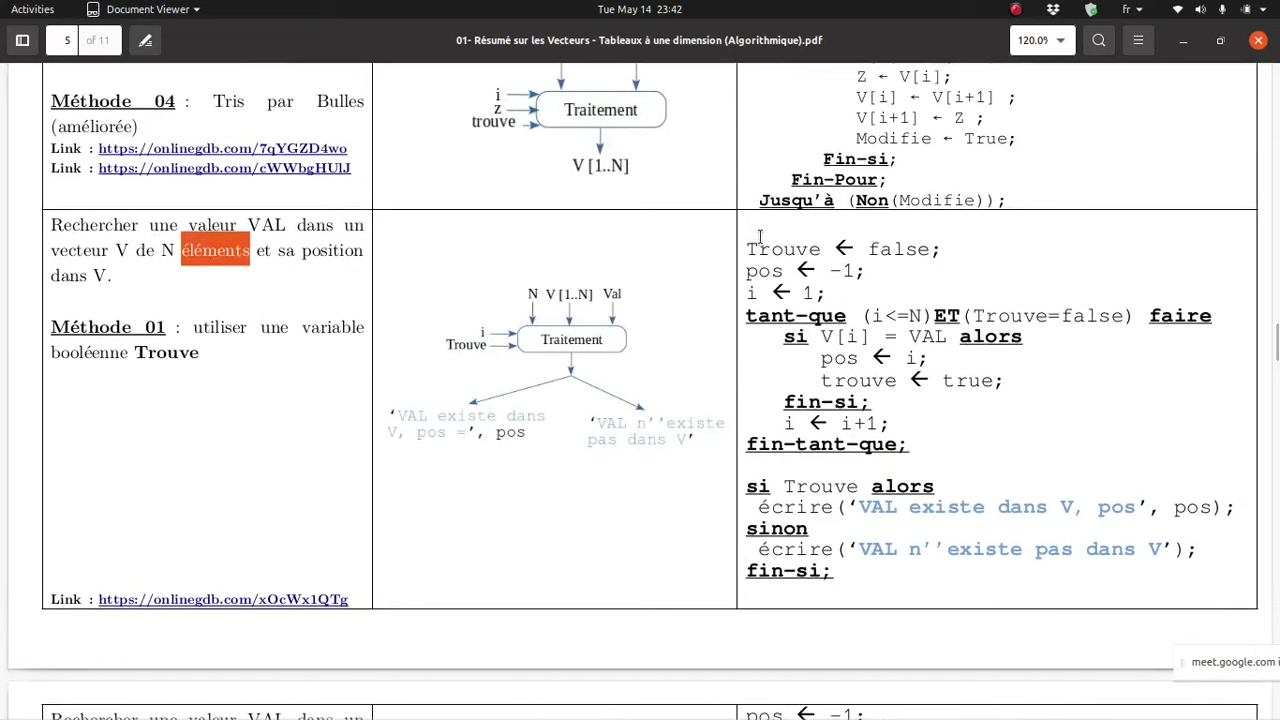 Activities Document Viewer Tue May 14 23:42 fr
5 of 11 01- Résumé sur les Vecteurs - Tableaux à une dimension (Algorithmique).pdf 120.0%
Méthode 04 : Tris par Bulles
(améliorée)
Link : https://onlinegdb.com/7qYGZD4wo
Link : https://onlinegdb.com/cWWbgHUlJ
i
z
trouve
Traitement
V [1..N]
Z ← V[i];
V[i] ← V[i+1] ;
V[i+1] ← Z ;
Modifie ← True;
Fin-si;
Fin-Pour;
Jusqu'à (Non(Modifie));
Rechercher une valeur VAL dans un
vecteur V de N éléments et sa position
dans V.
Méthode 01 : utiliser une variable
booléenne Trouve
Link : https://onlinegdb.com/xOcWx1QTg
N V [1..N] Val
i
Trouve
Traitement
‘VAL existe dans
V, pos =’, pos
‘VAL n’’existe
pas dans V’
Trouve ← false;
pos ← -1;
i ← 1;
tant-que (i<=N)ET(Trouve=false) faire
si V[i] = VAL alors
pos ← i;
trouve ← true;
fin-si;
i ← i+1;
fin-tant-que;
si Trouve alors
écrire(‘VAL existe dans V, pos’, pos);
sinon
écrire(‘VAL n’’existe pas dans V’);
fin-si;
meet.google.com i
Rechercher une valeur VAL dans un
pos ← -1;